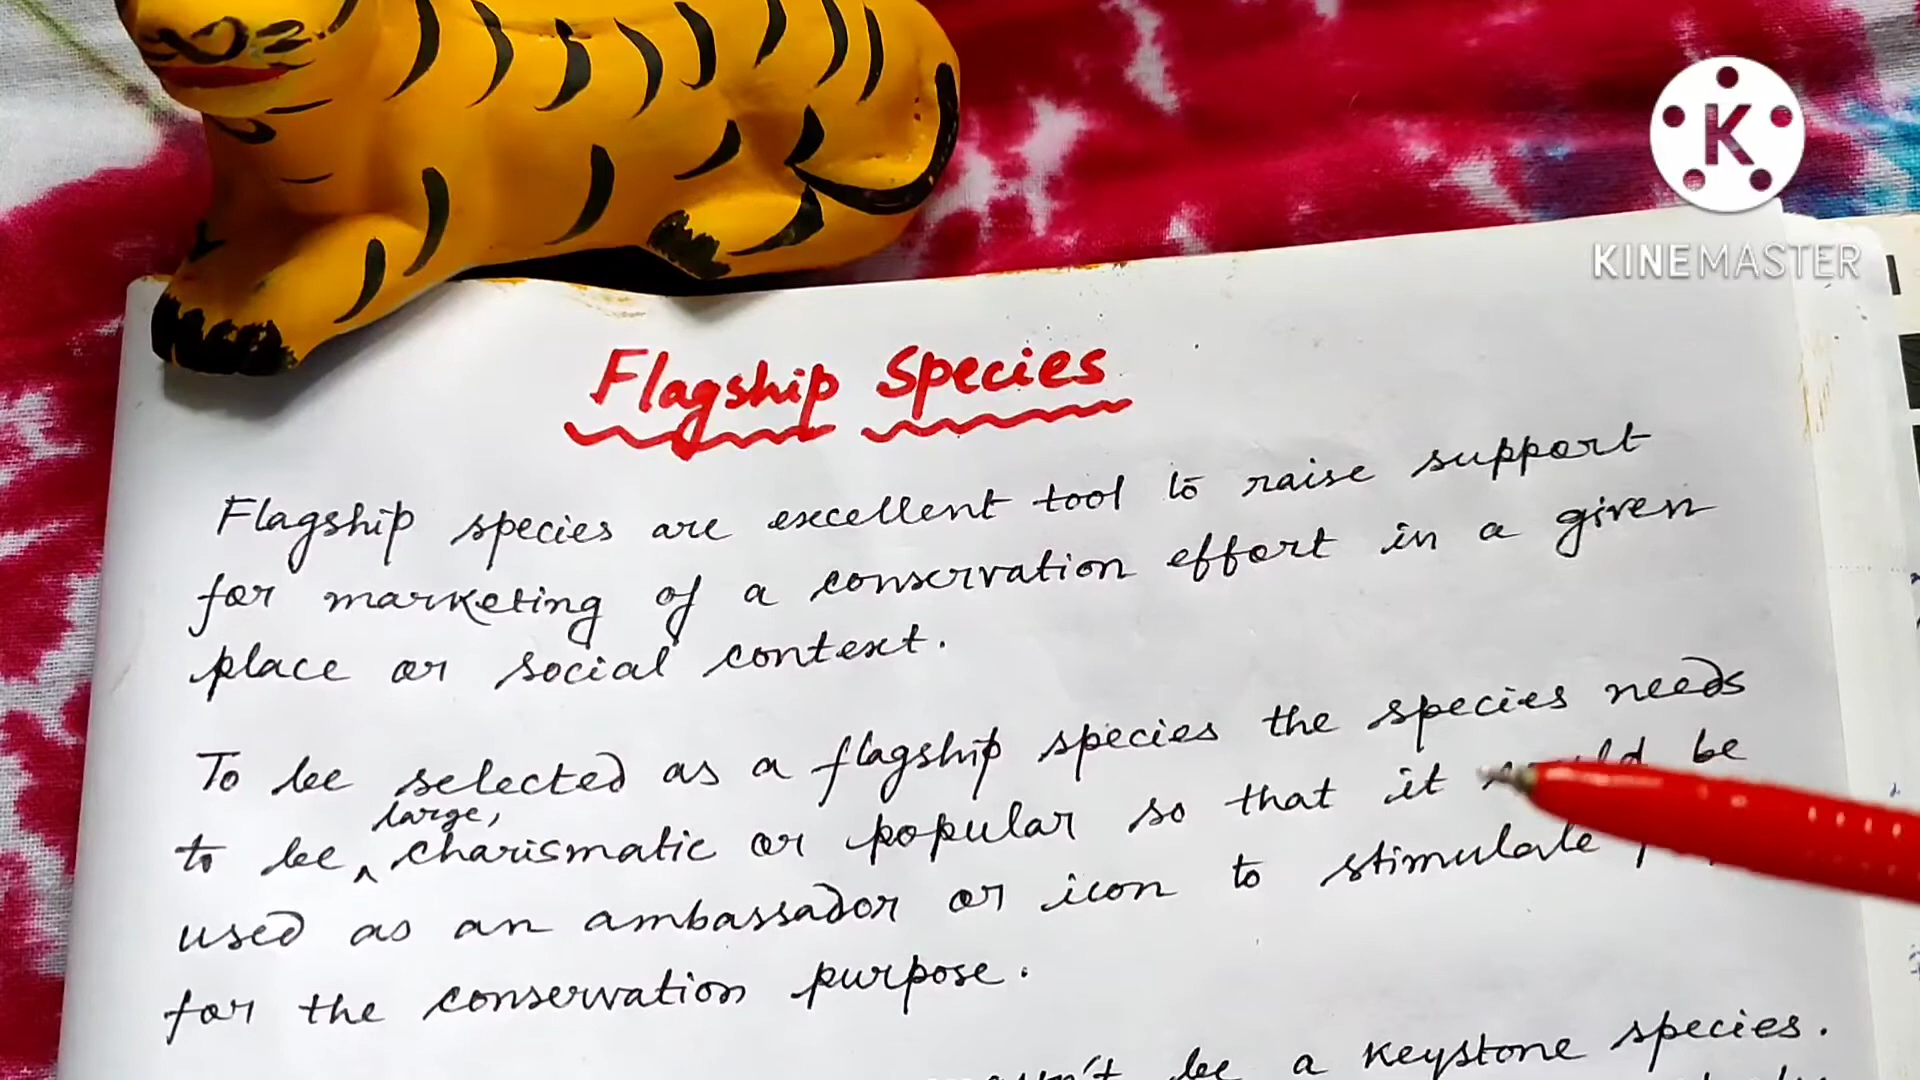 K
KINEMASTER
Flagship Species
Flagship species are excellent tool to raise support
for marketing of a conservation effort in a given
place or social context.
To be selected as a flagship species the species needs
to be ^ large, charismatic or popular so that it be
used as an ambassador or icon to stimulate
for the conservation purpose.
be a keystone species.